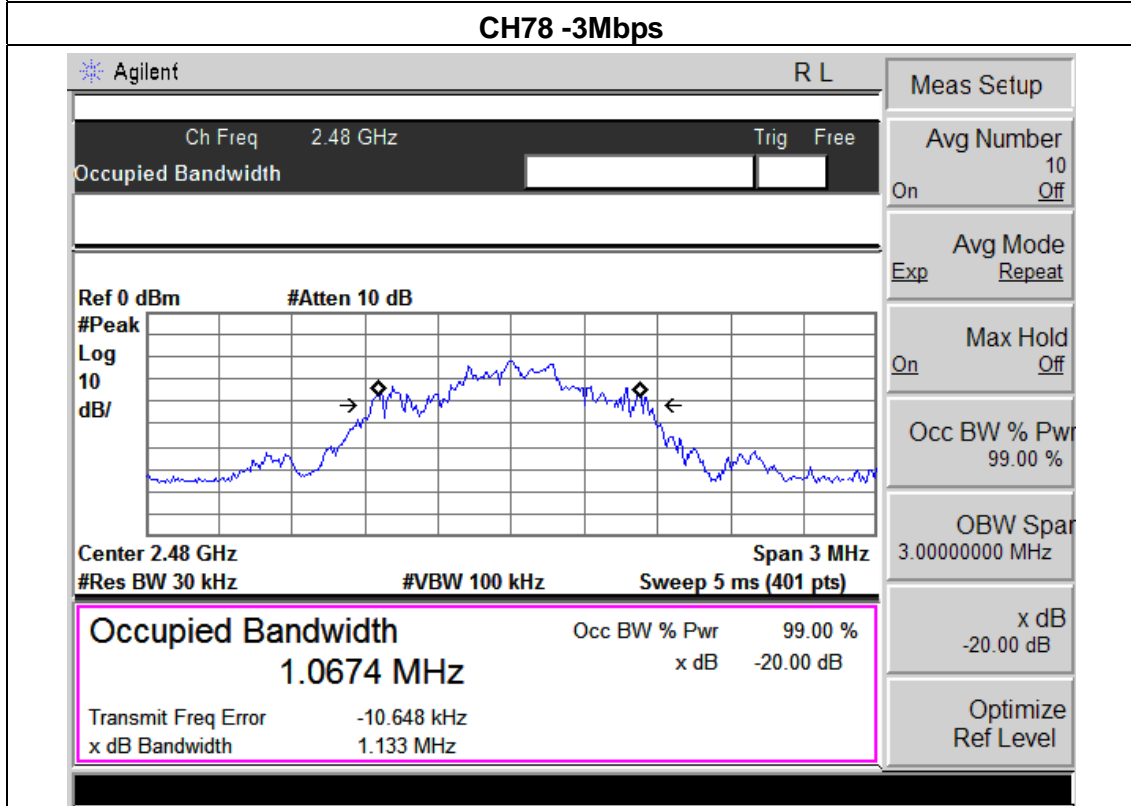 CH78 -3Mbps
Agilent R L
Ch Freq 2.48 GHz Trig Free
Occupied Bandwidth
Ref 0 dBm #Atten 10 dB
#Peak
Log
10
dB/
Center 2.48 GHz Span 3 MHz
#Res BW 30 kHz #VBW 100 kHz Sweep 5 ms (401 pts)
Occupied Bandwidth
1.0674 MHz
Occ BW % Pwr 99.00 %
x dB -20.00 dB
Transmit Freq Error -10.648 kHz
x dB Bandwidth 1.133 MHz
Meas Setup
Avg Number
10
On Off
Avg Mode
Exp Repeat
Max Hold
On Off
Occ BW % Pwr
99.00 %
OBW Span
3.00000000 MHz
x dB
-20.00 dB
Optimize
Ref Level